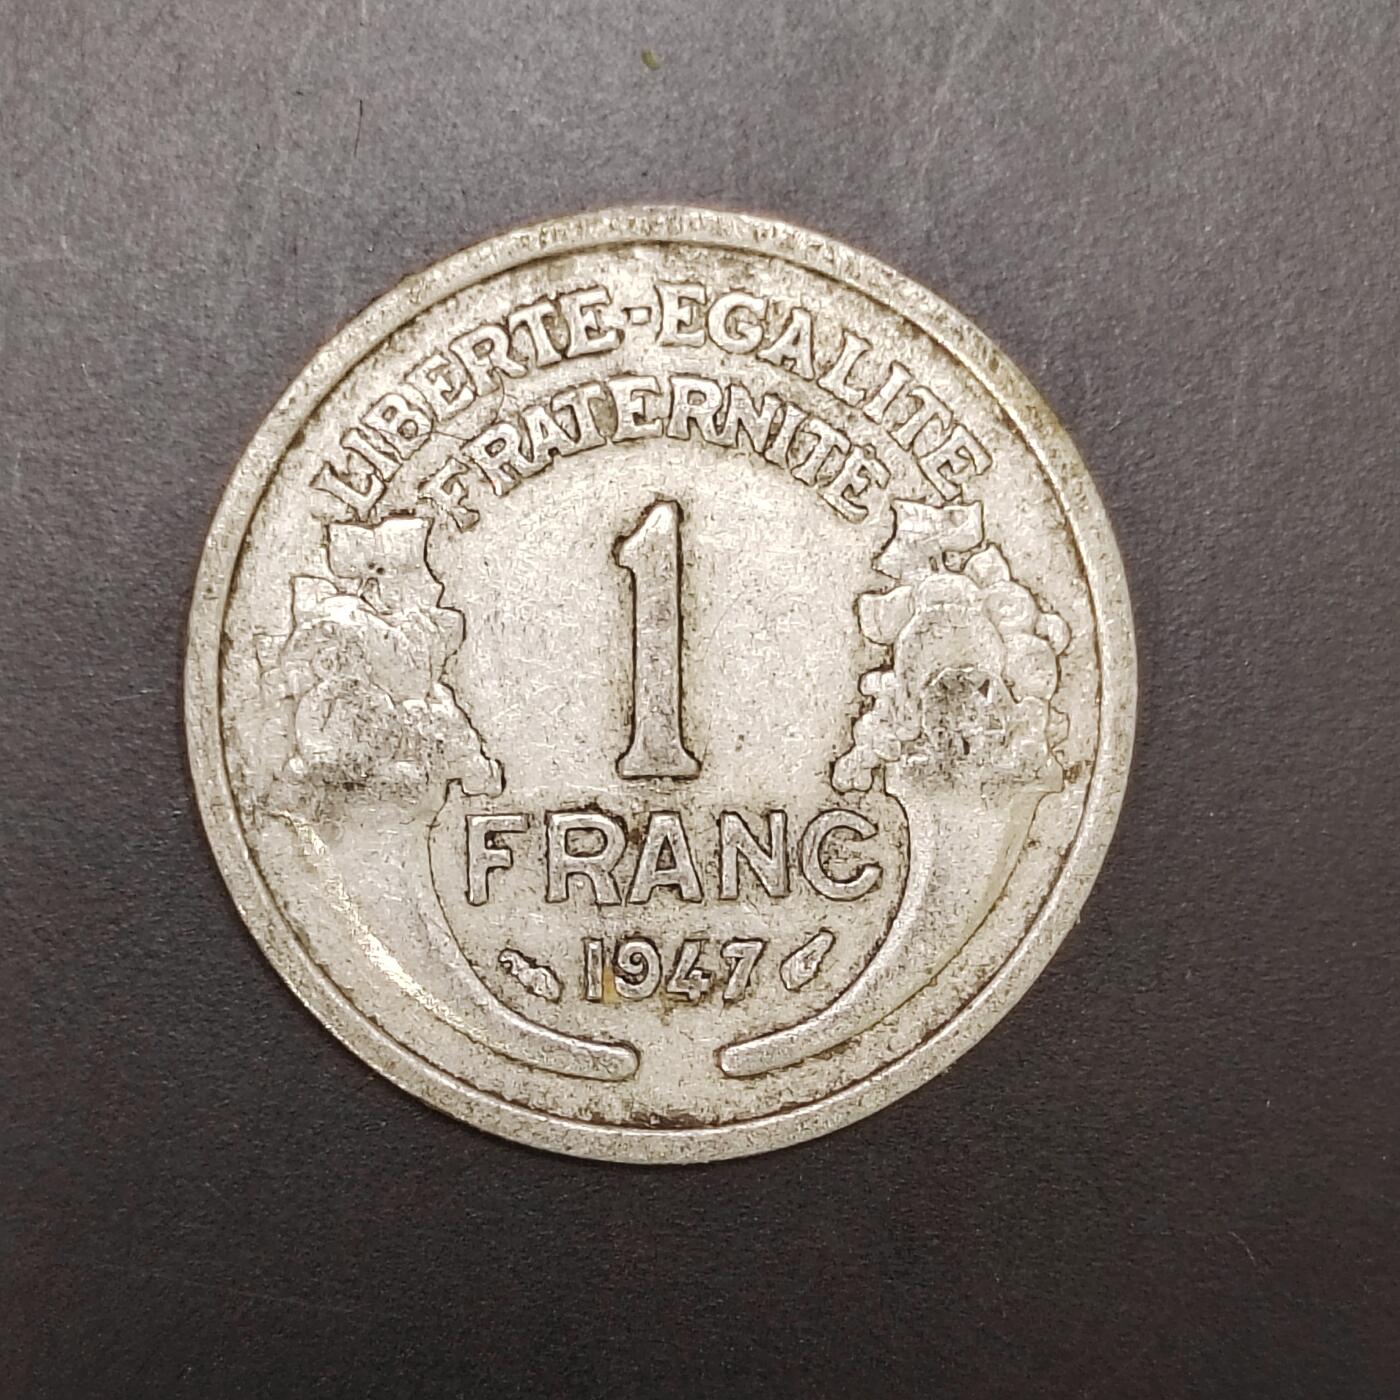 LIBERTE-EGALITE
FRATERNITE
1
FRANC
1947